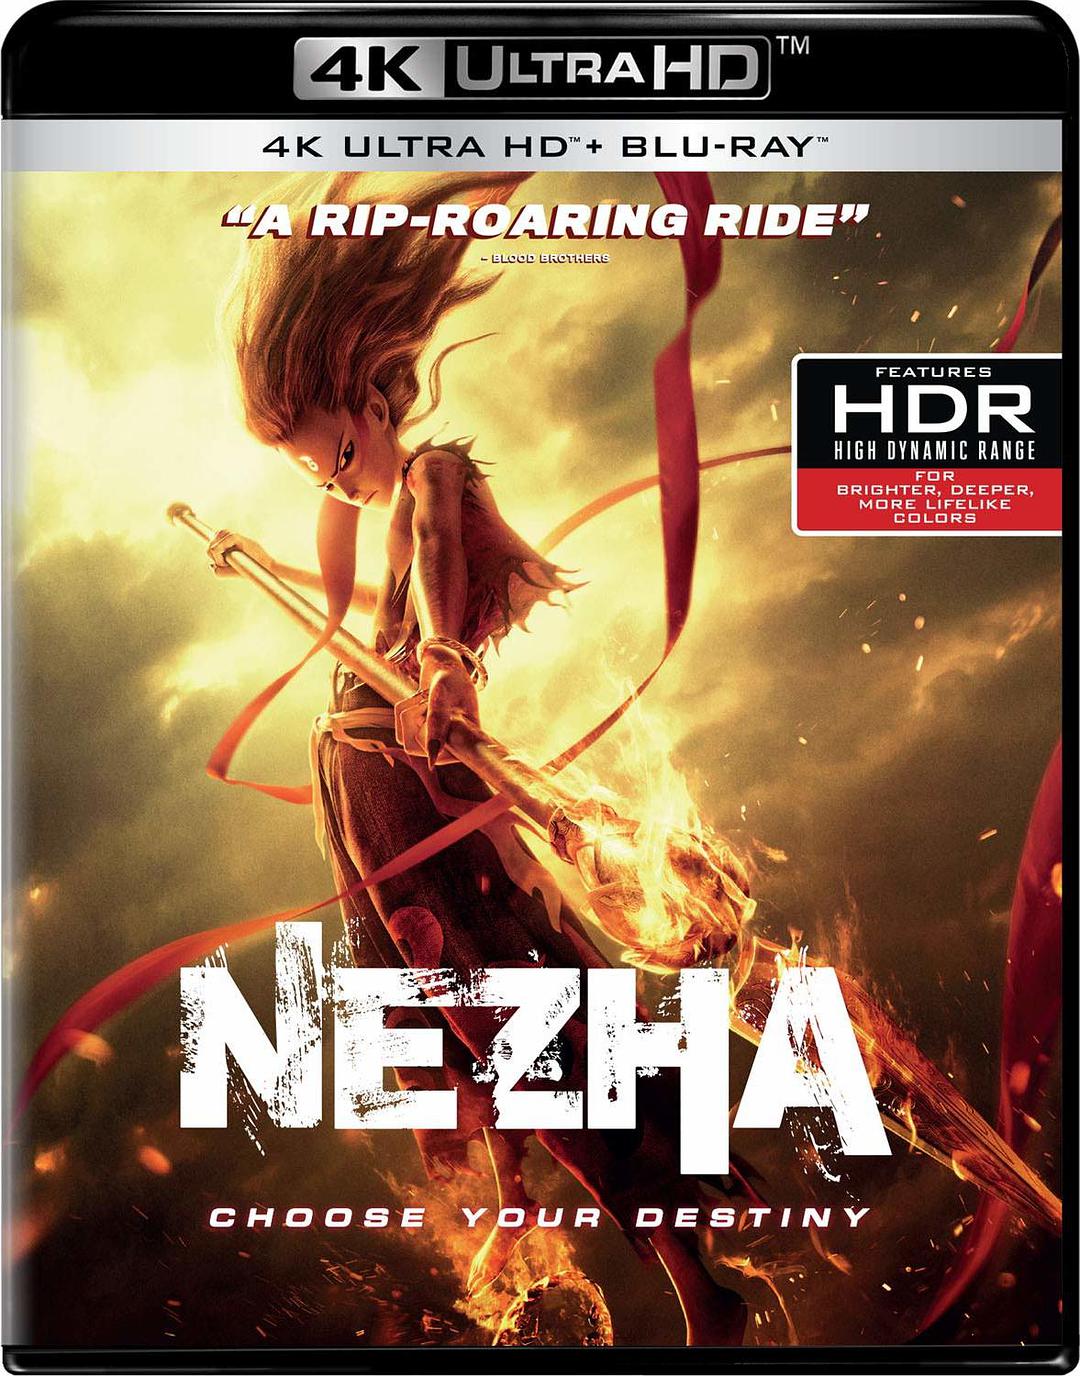 4K ULTRA HD™
4K ULTRA HD™ + BLU-RAY™
“A RIP-ROARING RIDE”
- BLOOD BROTHERS
FEATURES
HDR
HIGH DYNAMIC RANGE
FOR
BRIGHTER, DEEPER,
MORE LIFELIKE
COLORS
NEZHA
CHOOSE YOUR DESTINY